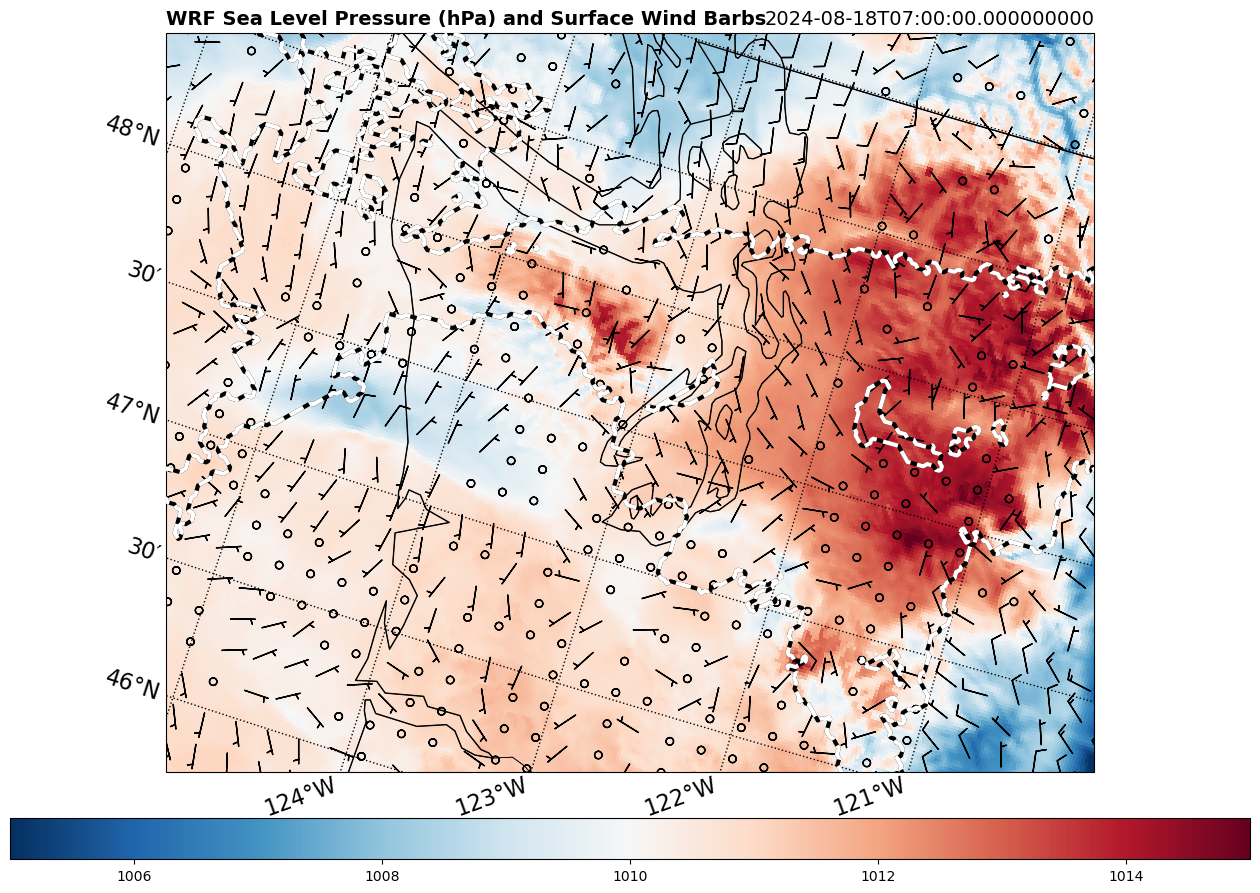 WRF Sea Level Pressure (hPa) and Surface Wind Barbs 2024-08-18T07:00:00.000000000
48°N
30′
47°N
30′
46°N
124°W 123°W 122°W 121°W
1006 1008 1010 1012 1014